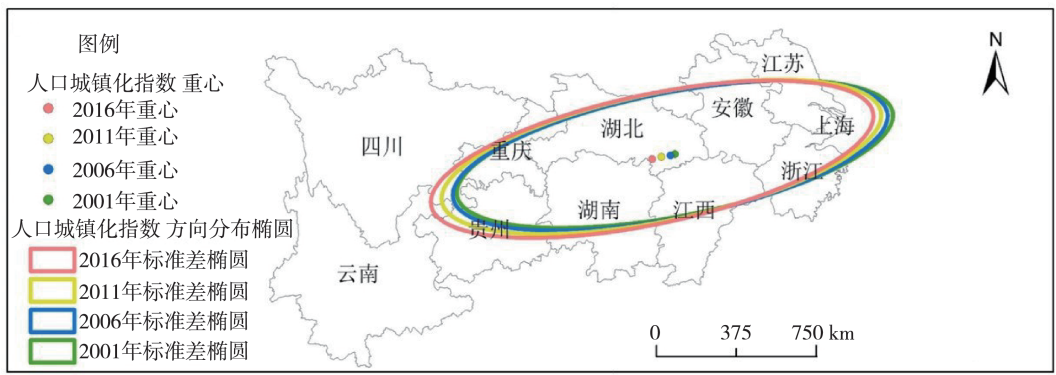 图例
人口城镇化指数 重心
2016年重心
2011年重心
2006年重心
2001年重心
人口城镇化指数 方向分布椭圆
2016年标准差椭圆
2011年标准差椭圆
2006年标准差椭圆
2001年标准差椭圆
N
江苏
安徽
湖北
上海
四川
重庆
浙江
湖南
江西
贵州
云南
0 375 750 km